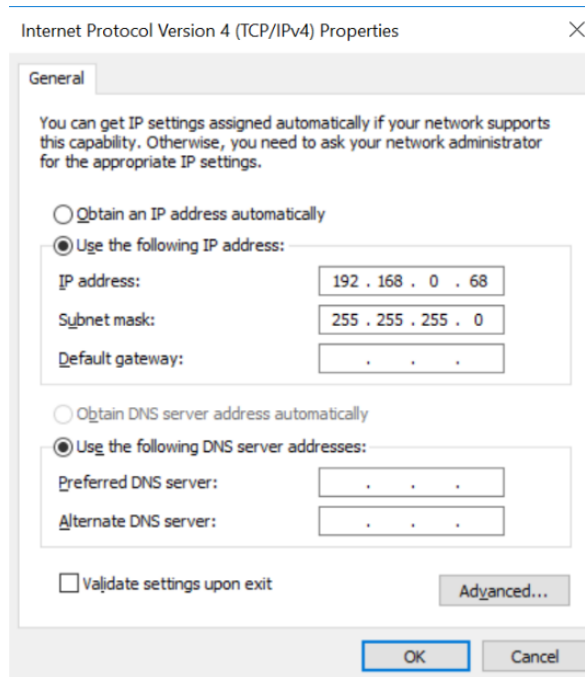 Internet Protocol Version 4 (TCP/IPv4) Properties
General
You can get IP settings assigned automatically if your network supports
this capability. Otherwise, you need to ask your network administrator
for the appropriate IP settings.
Obtain an IP address automatically
Use the following IP address:
IP address: 192 . 168 . 0 . 68
Subnet mask: 255 . 255 . 255 . 0
Default gateway: . . .
Obtain DNS server address automatically
Use the following DNS server addresses:
Preferred DNS server: . . .
Alternate DNS server: . . .
Validate settings upon exit
Advanced...
OK Cancel